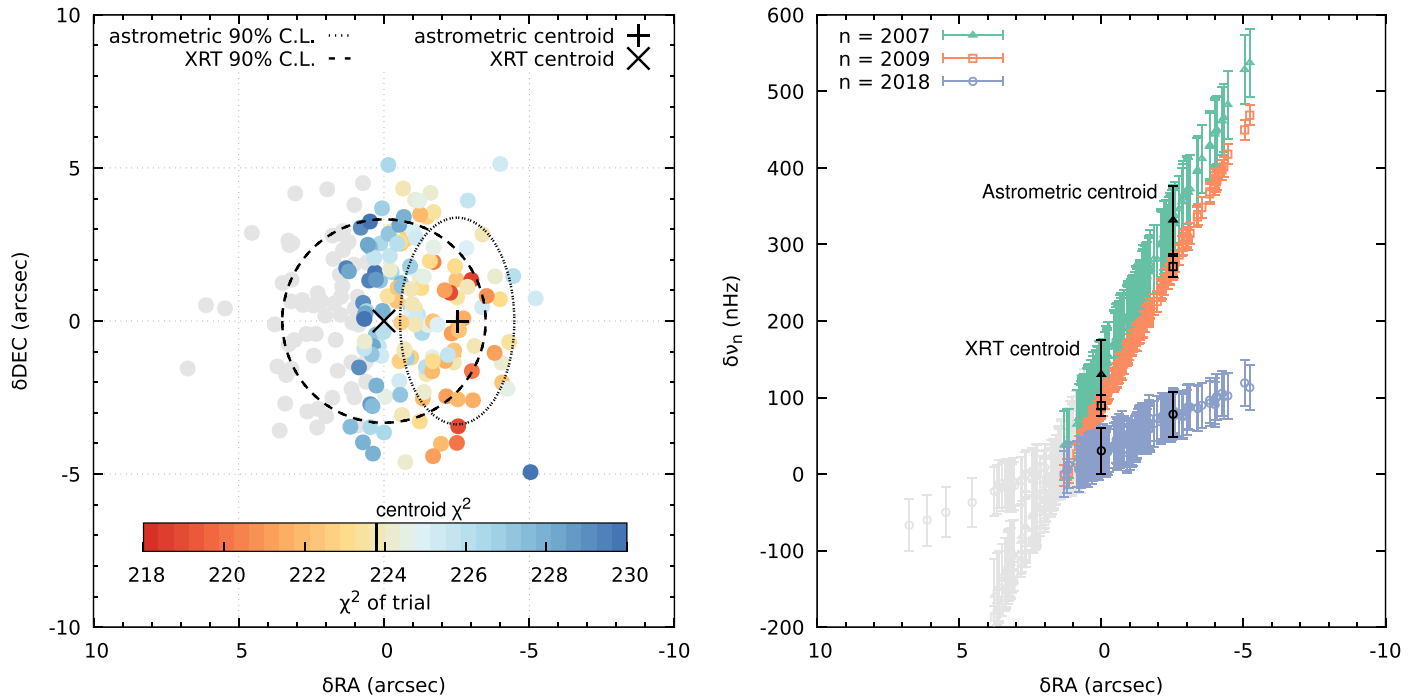 astrometric 90% C.L.
XRT 90% C.L.
astrometric centroid
XRT centroid
10
5
0
-5
-10
δDEC (arcsec)
centroid χ²
218 220 222 224 226 228 230
χ² of trial
10 5 0 -5 -10
δRA (arcsec)
n = 2007
n = 2009
n = 2018
600
500
400
300
200
100
0
-100
-200
δνₙ (nHz)
Astrometric centroid
XRT centroid
10 5 0 -5 -10
δRA (arcsec)